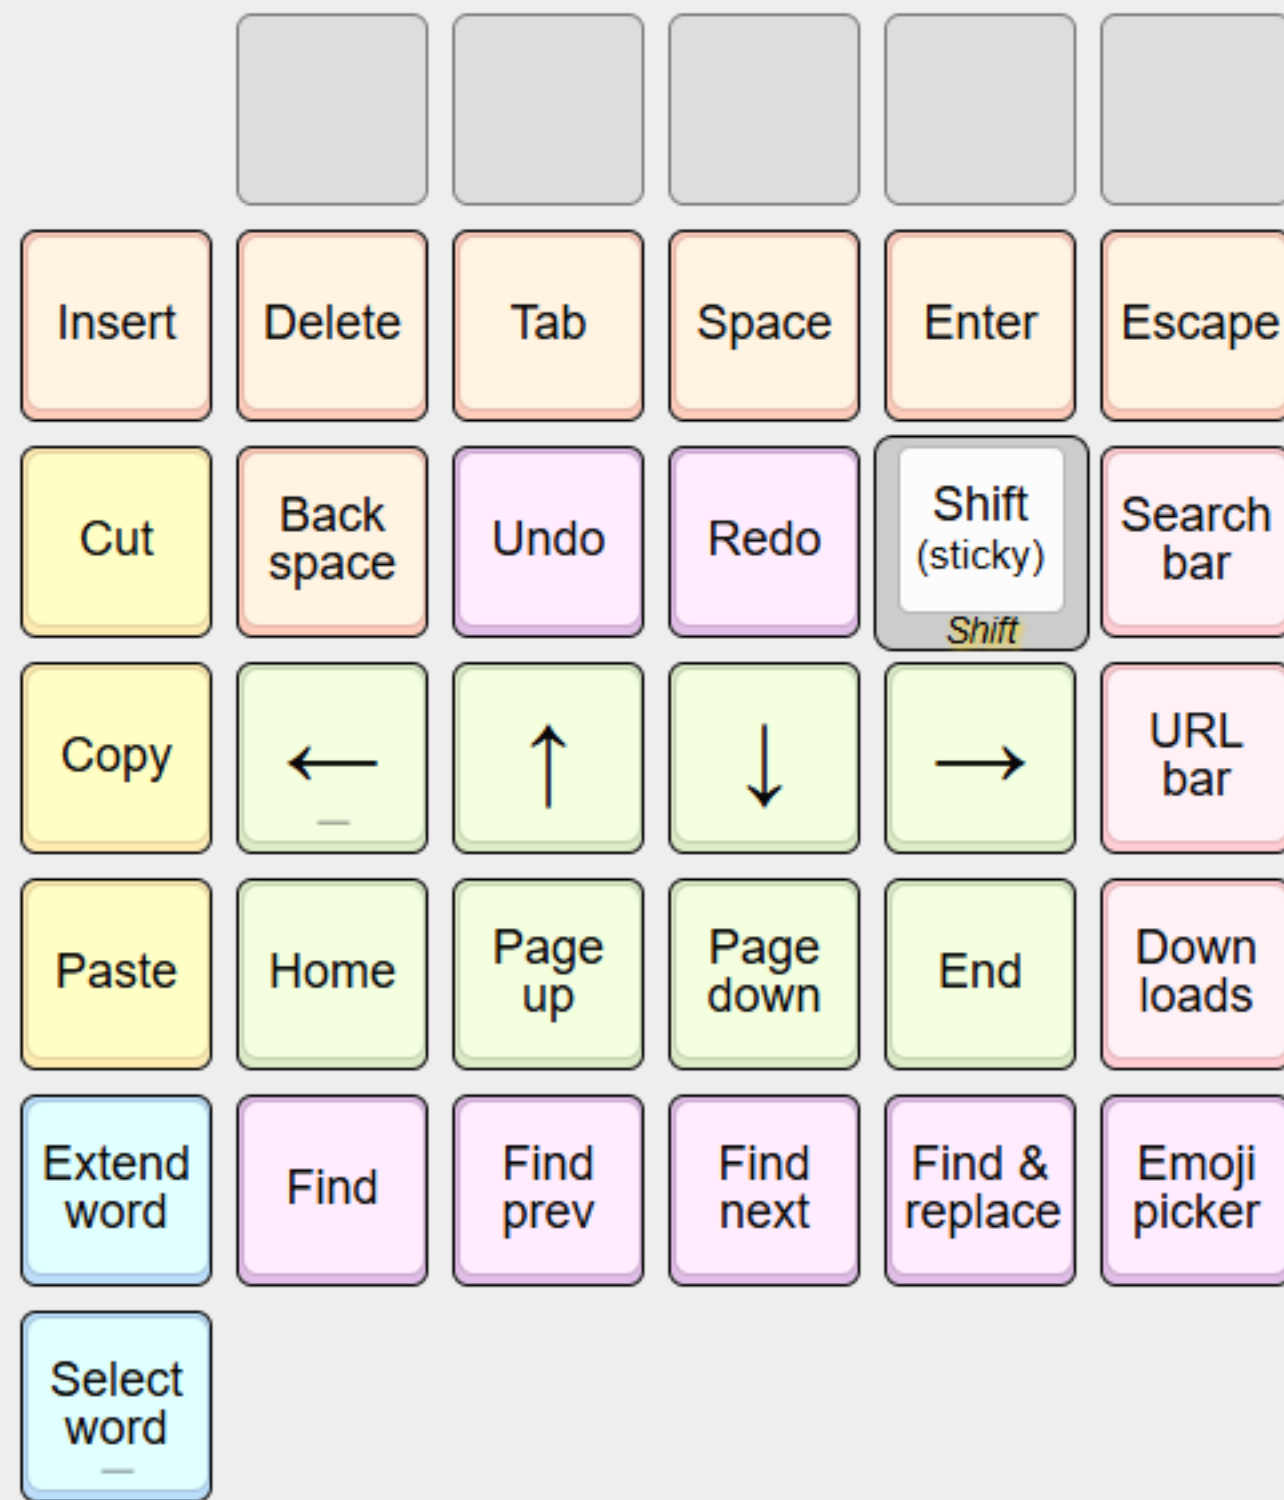 Insert
Delete
Tab
Space
Enter
Escape
Cut
Back
space
Undo
Redo
Shift
(sticky)
Shift
Search
bar
Copy
←
↑
↓
→
URL
bar
Paste
Home
Page
up
Page
down
End
Down
loads
Extend
word
Find
Find
prev
Find
next
Find &
replace
Emoji
picker
Select
word